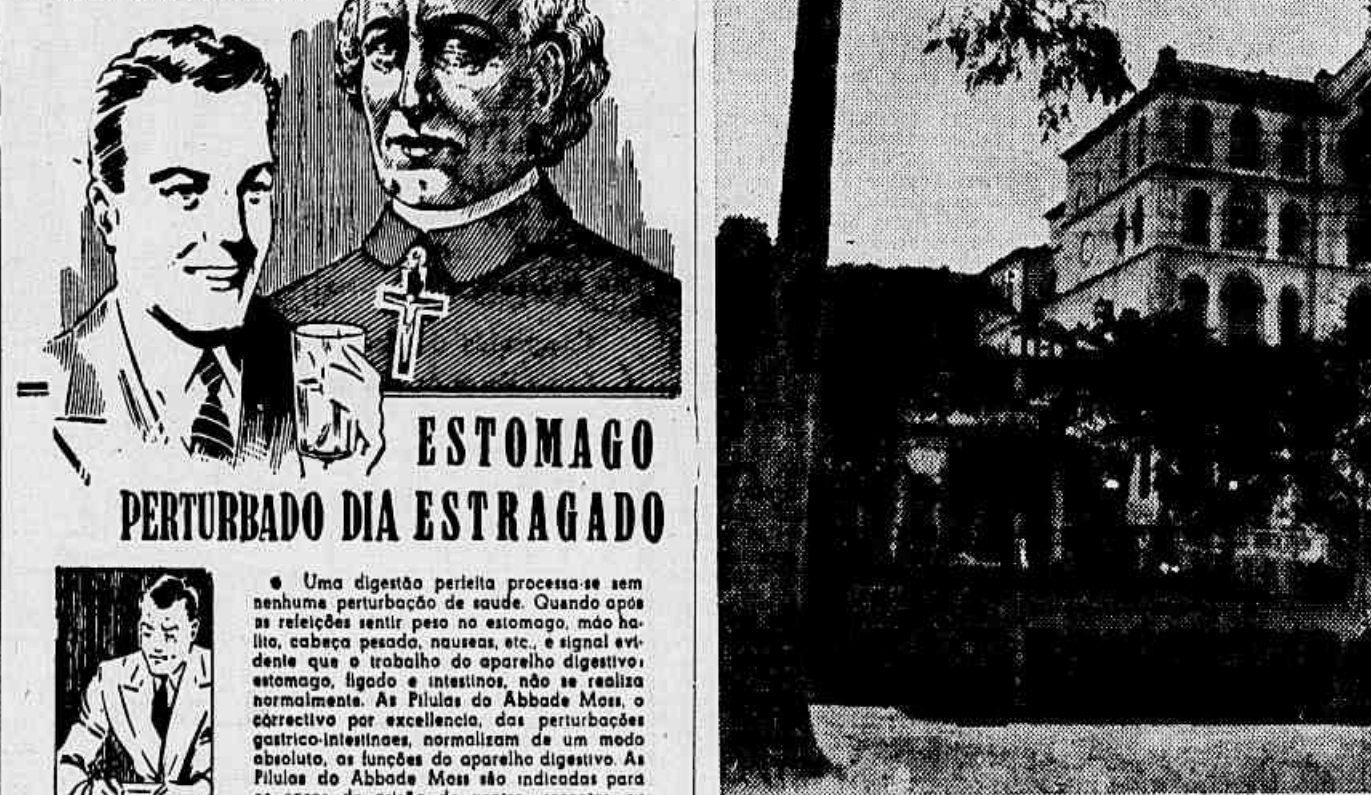 ESTOMAGO
PERTURBADO DIA ESTRAGADO
● Uma digestão perfeita processa-se sem
nenhuma perturbação de saude. Quando após
as refeições sentir peso no estomago, máo ha-
lito, cabeça pesada, nauseas, etc., e signal evi-
dente que o trabalho do aparelho digestivo:
estomago, figado e intestinos, não se realiza
normalmente. As Pilulas do Abbade Moss, o
correctivo por excellencia, das perturbações
gastrico-intestinaes, normalizam de um modo
absoluto, as funções do aparelho digestivo. As
Pilulas do Abbade Moss são indicadas para